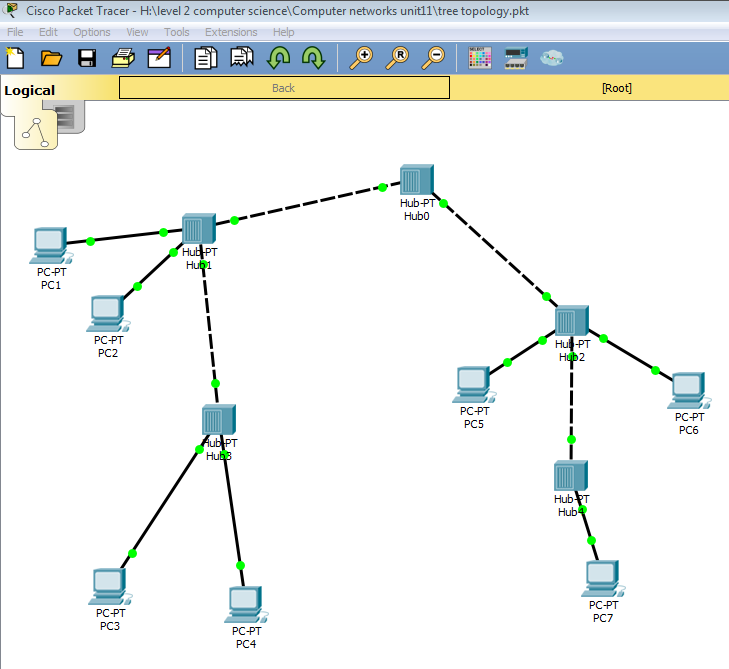 Cisco Packet Tracer - H:\level 2 computer science\Computer networks unit11\tree topology.pkt
File Edit Options View Tools Extensions Help
Logical
Back
[Root]
Hub-PT
Hub0
Hub-PT
Hub1
PC-PT
PC1
PC-PT
PC2
Hub-PT
Hub2
PC-PT
PC5
PC-PT
PC6
Hub-PT
Hub3
Hub-PT
Hub4
PC-PT
PC3
PC-PT
PC4
PC-PT
PC7